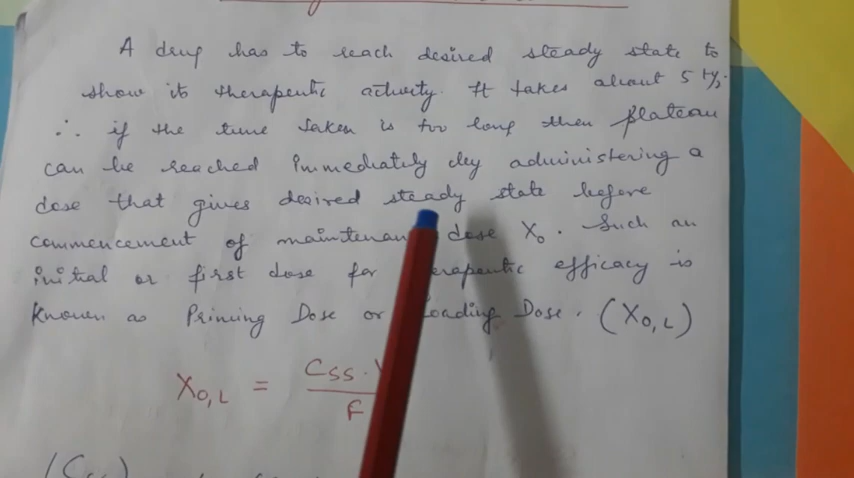 A drug has to reach desired steady state to
show its therapeutic activity. It takes about 5 t½.
∴ if the time taken is too long then plateau
can be reached immediately by administering a
dose that gives desired steady state before
commencement of maintenan dose X₀. Such an
initial or first dose for erapeutic efficacy is
known as Priming Dose or Loading Dose. (X₀,L)
X₀,L = Css.V
F
(Css)